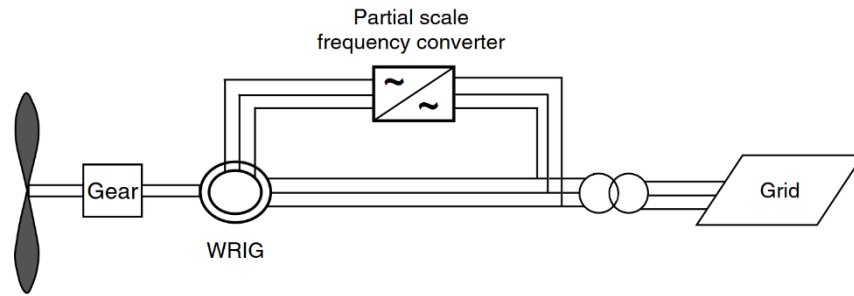 Partial scale
frequency converter
~
~
Gear
WRIG
Grid